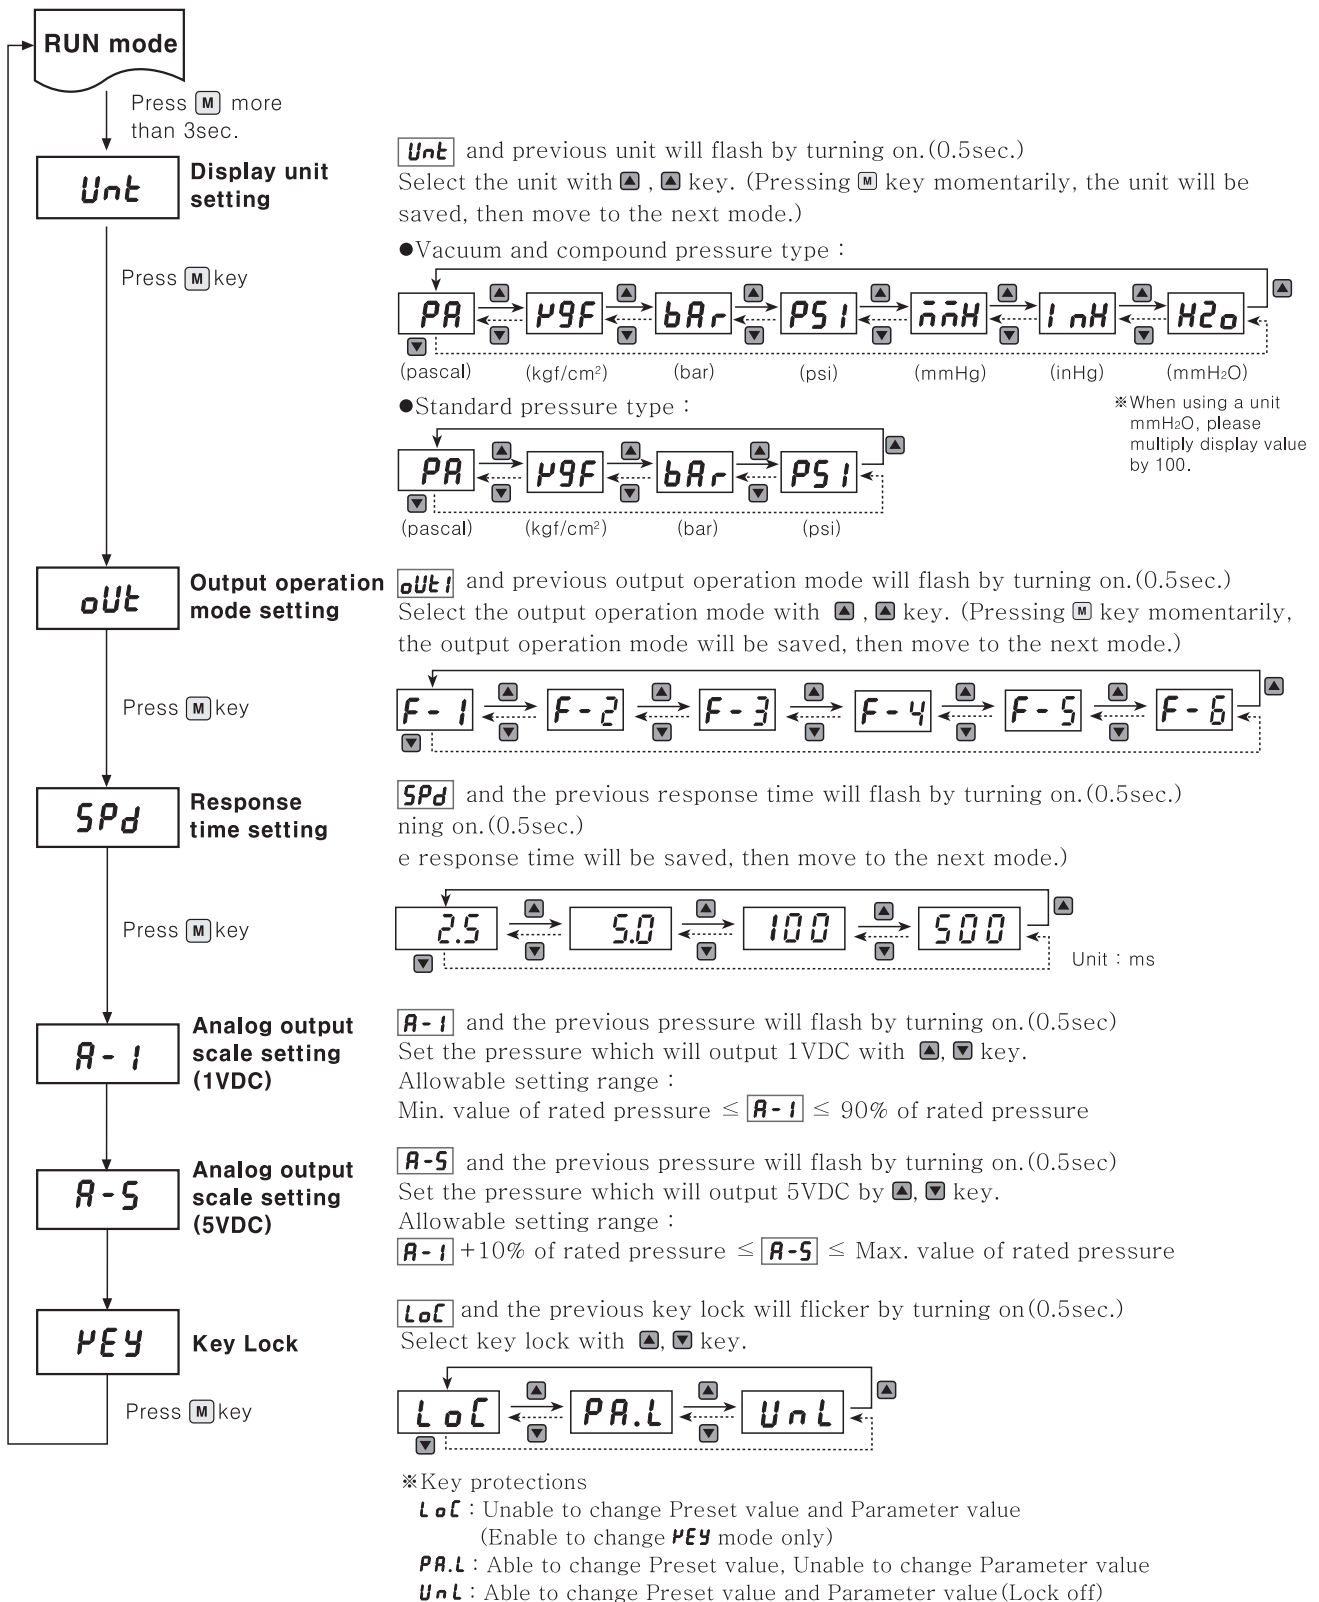 RUN mode
Press M more
than 3sec.
Unt
Display unit
setting
Unt and previous unit will flash by turning on.(0.5sec.)
Select the unit with ▲ , ▲ key. (Pressing M key momentarily, the unit will be
saved, then move to the next mode.)
Press M key
●Vacuum and compound pressure type :
PA ▲ ▼ KgF ▲ ▼ bAr ▲ ▼ PSI ▲ ▼ mmH ▲ ▼ InH ▲ ▼ H2o ▲
▼
(pascal) (kgf/cm²) (bar) (psi) (mmHg) (inHg) (mmH₂O)
※When using a unit
mmH₂O, please
multiply display value
by 100.
●Standard pressure type :
PA ▲ ▼ KgF ▲ ▼ bAr ▲ ▼ PSI ▲
▼
(pascal) (kgf/cm²) (bar) (psi)
oUt
Output operation
mode setting
oUt1 and previous output operation mode will flash by turning on.(0.5sec.)
Select the output operation mode with ▲ , ▲ key. (Pressing M key momentarily,
the output operation mode will be saved, then move to the next mode.)
Press M key
F-1 ▲ ▼ F-2 ▲ ▼ F-3 ▲ ▼ F-4 ▲ ▼ F-5 ▲ ▼ F-6 ▲
▼
SPd
Response
time setting
SPd and the previous response time will flash by turning on.(0.5sec.)
ning on.(0.5sec.)
e response time will be saved, then move to the next mode.)
Press M key
2.5 ▲ ▼ 5.0 ▲ ▼ 100 ▲ ▼ 500 ▲
▼
Unit : ms
A-1
Analog output
scale setting
(1VDC)
A-1 and the previous pressure will flash by turning on.(0.5sec)
Set the pressure which will output 1VDC with ▲, ▼ key.
Allowable setting range :
Min. value of rated pressure ≤ A-1 ≤ 90% of rated pressure
A-5
Analog output
scale setting
(5VDC)
A-5 and the previous pressure will flash by turning on.(0.5sec)
Set the pressure which will output 5VDC by ▲, ▼ key.
Allowable setting range :
A-1 +10% of rated pressure ≤ A-5 ≤ Max. value of rated pressure
KEY
Key Lock
LoC and the previous key lock will flicker by turning on(0.5sec.)
Select key lock with ▲, ▼ key.
Press M key
LoC ▲ ▼ PA.L ▲ ▼ UnL ▲
▼
※Key protections
LoC : Unable to change Preset value and Parameter value
(Enable to change KEY mode only)
PA.L : Able to change Preset value, Unable to change Parameter value
UnL : Able to change Preset value and Parameter value(Lock off)